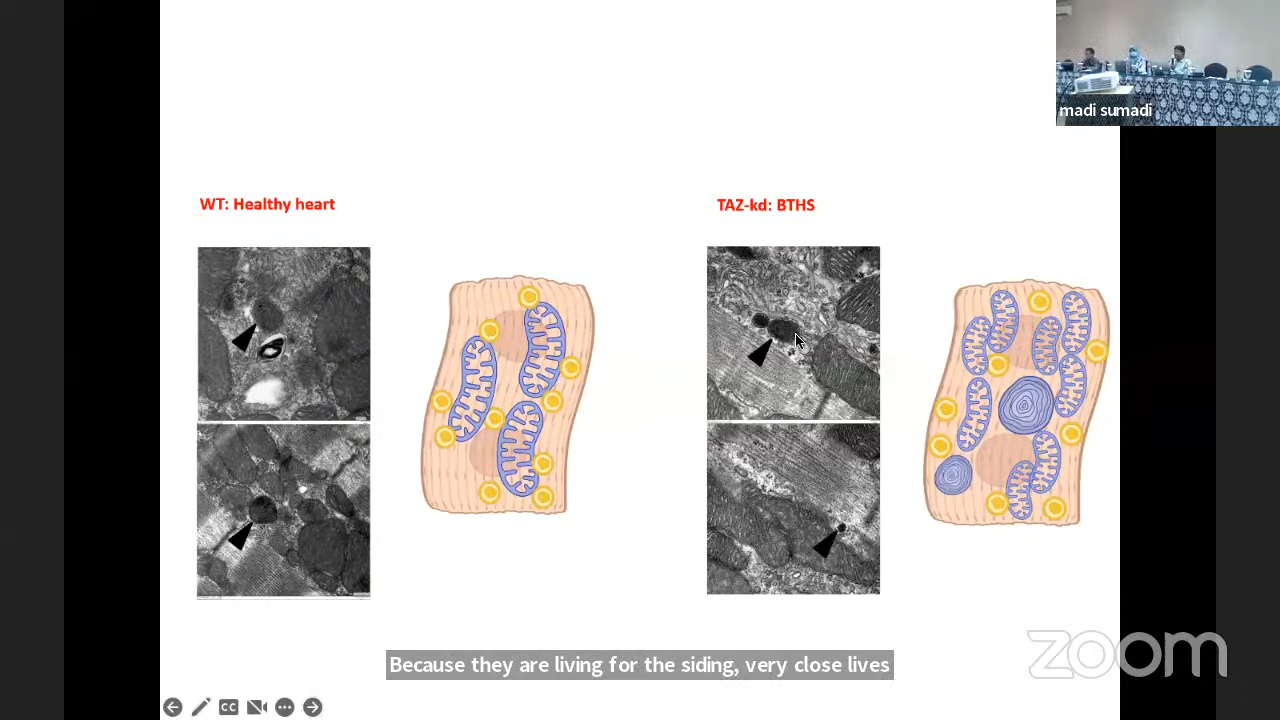 madi sumadi
WT: Healthy heart
TAZ-kd: BTHS
Because they are living for the siding, very close lives
zoom
CC